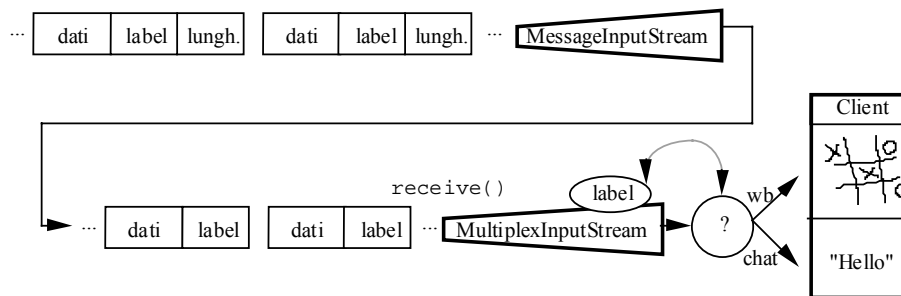 ... dati label lungh. dati label lungh. ... MessageInputStream
Client
X O
X
O
receive() label wb
... dati label dati label ... MultiplexInputStream ?
chat "Hello"